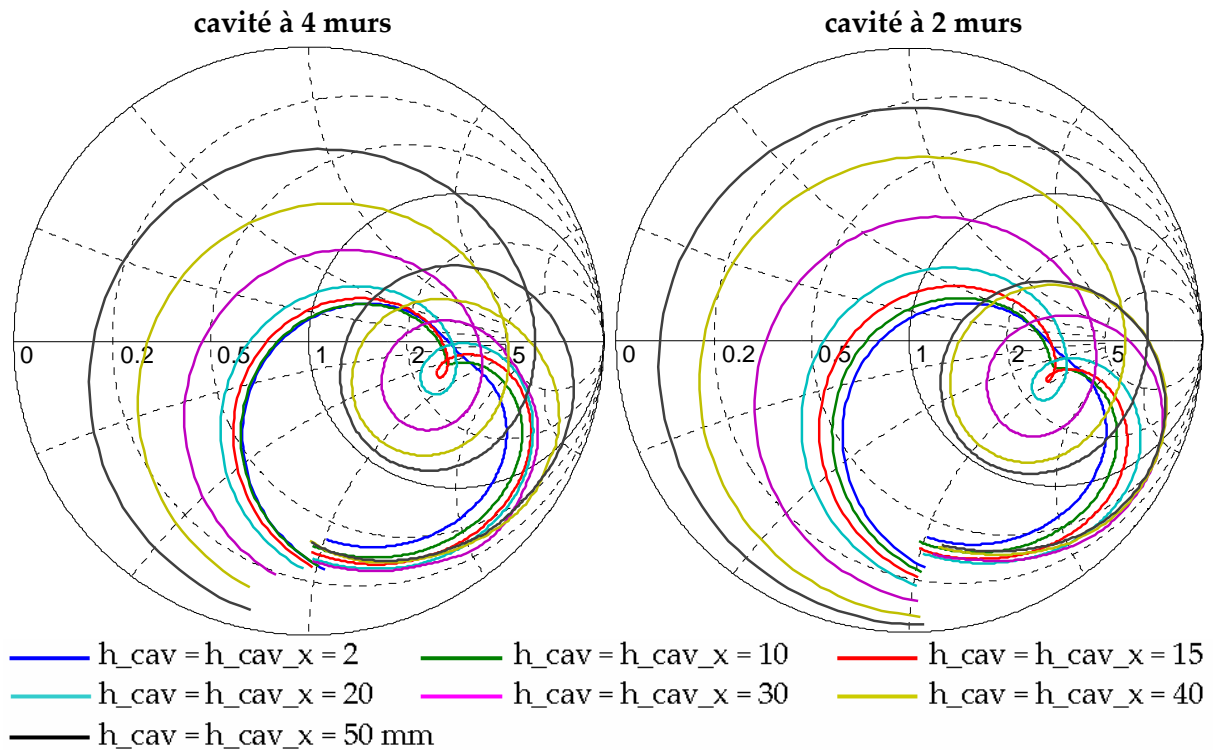 cavité à 4 murs cavité à 2 murs
0 0.2 0.5 1 2 5 0 0.2 0.5 1 2 5
h_cav = h_cav_x = 2 h_cav = h_cav_x = 10 h_cav = h_cav_x = 15
h_cav = h_cav_x = 20 h_cav = h_cav_x = 30 h_cav = h_cav_x = 40
h_cav = h_cav_x = 50 mm